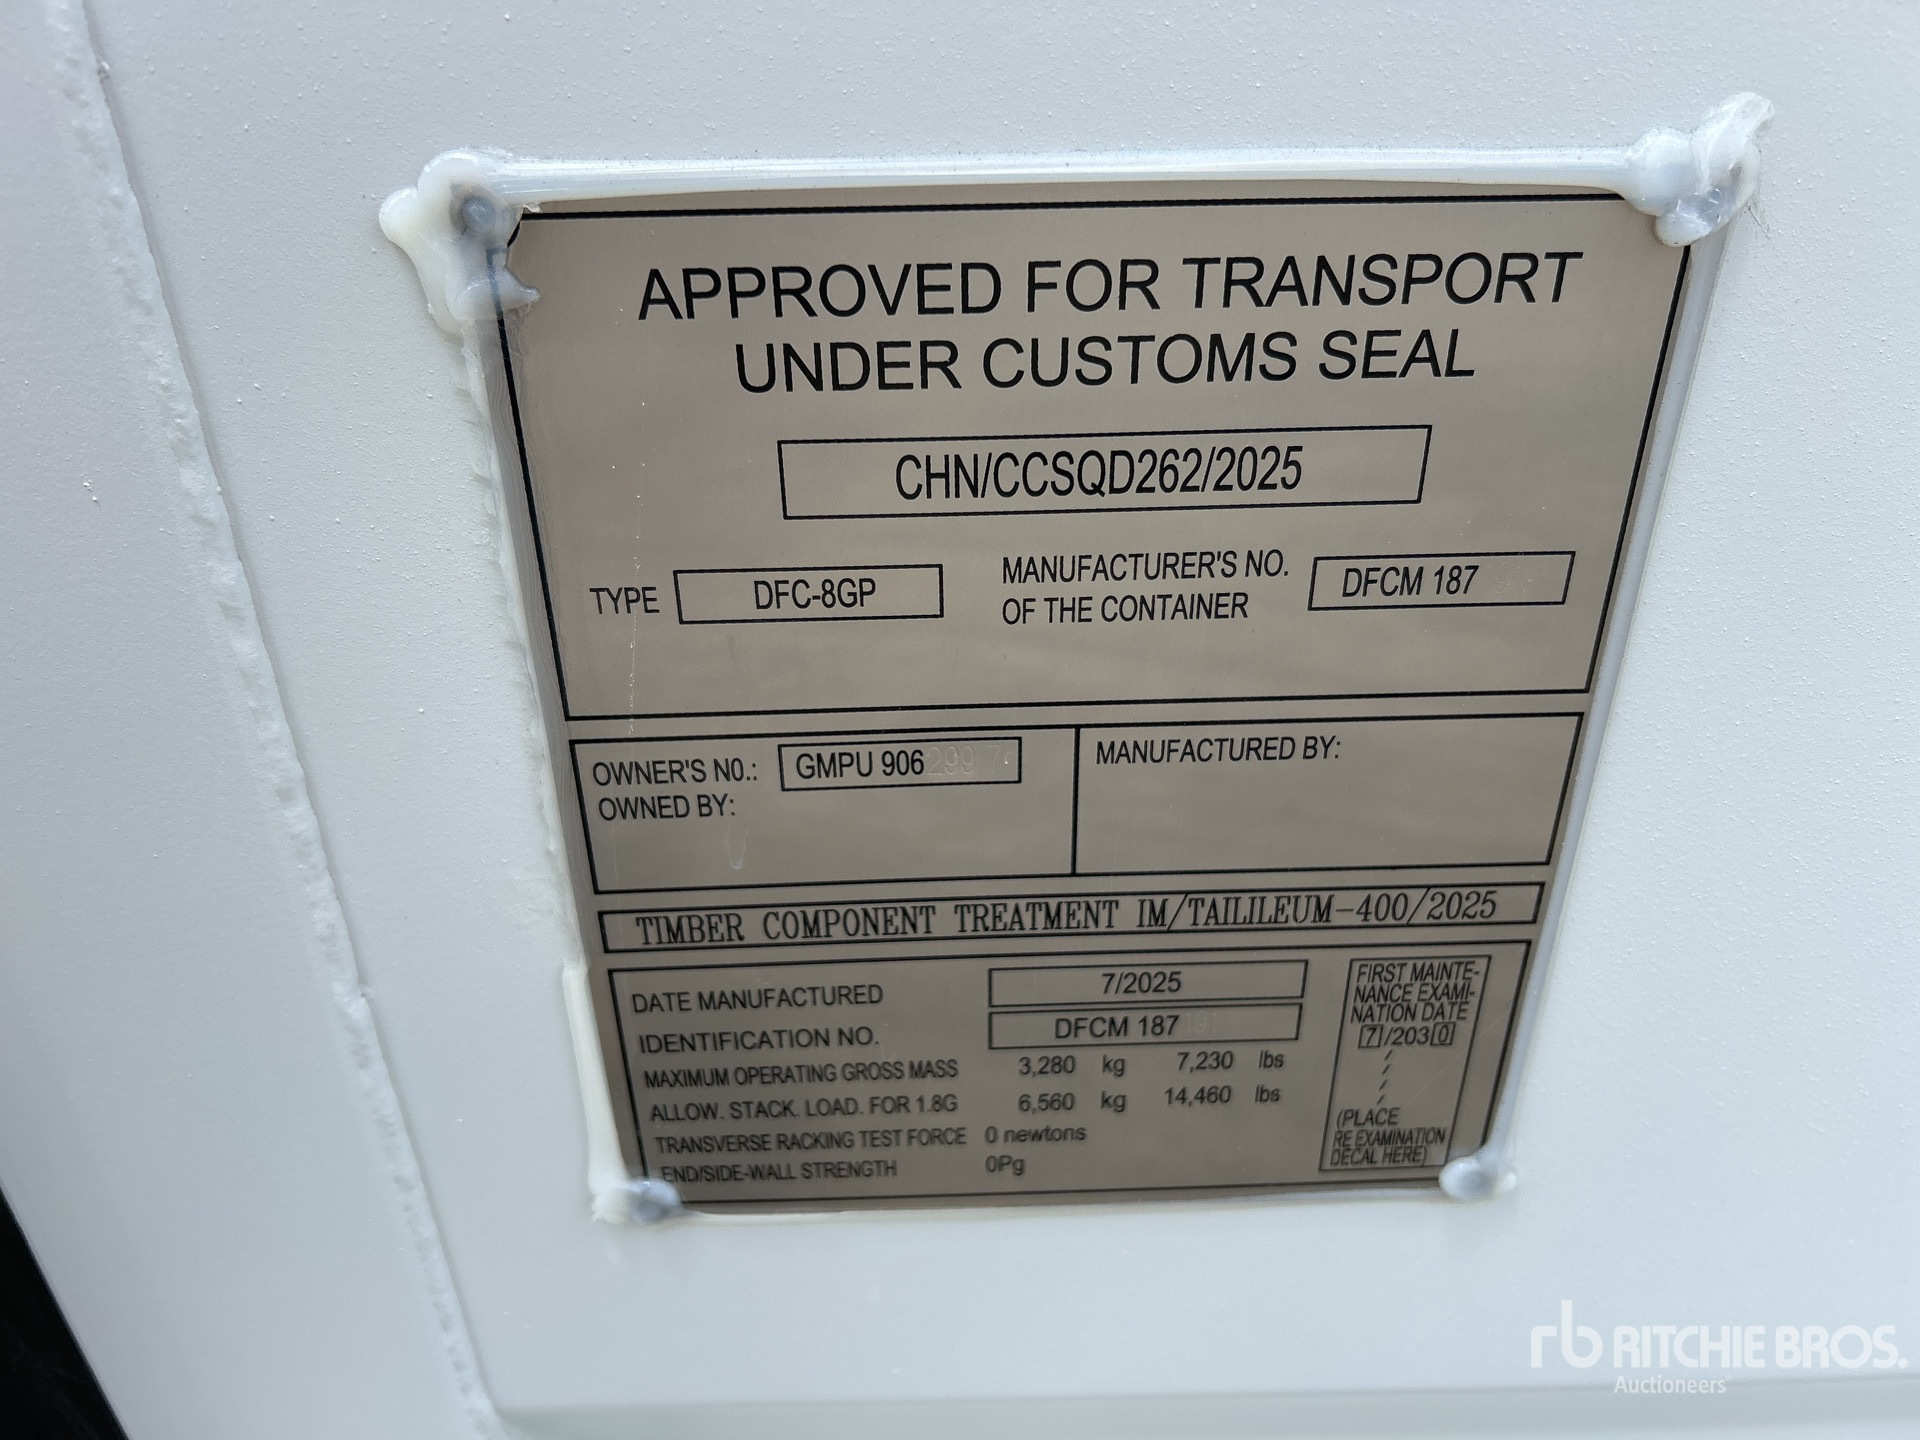 APPROVED FOR TRANSPORT
UNDER CUSTOMS SEAL
CHN/CCSQD262/2025
TYPE DFC-8GP
MANUFACTURER'S NO.
OF THE CONTAINER
DFCM 187
OWNER'S NO.: GMPU 906299 7
OWNED BY:
MANUFACTURED BY:
TIMBER COMPONENT TREATMENT IM/TAILILEUM-400/2025
DATE MANUFACTURED 7/2025
IDENTIFICATION NO. DFCM 187191
MAXIMUM OPERATING GROSS MASS 3,280 kg 7,230 lbs
ALLOW. STACK. LOAD. FOR 1.8G 6,560 kg 14,460 lbs
TRANSVERSE RACKING TEST FORCE 0 newtons
END/SIDE-WALL STRENGTH 0Pg
FIRST MAINTE-
NANCE EXAMI-
NATION DATE
7/2030
/
/
/
/
(PLACE
RE EXAMINATION
DECAL HERE)
rb RITCHIE BROS.
Auctioneers